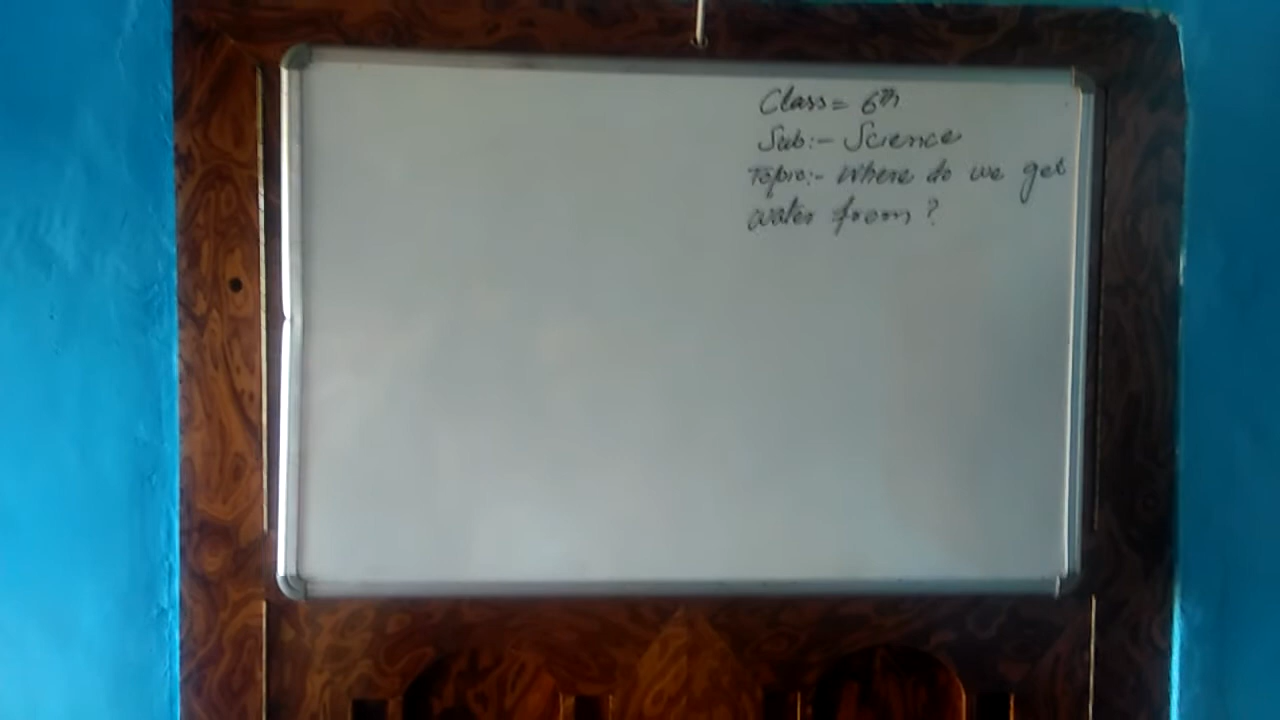 Class= 6th
Sub:- Science
Topic:- Where do we get
water from?